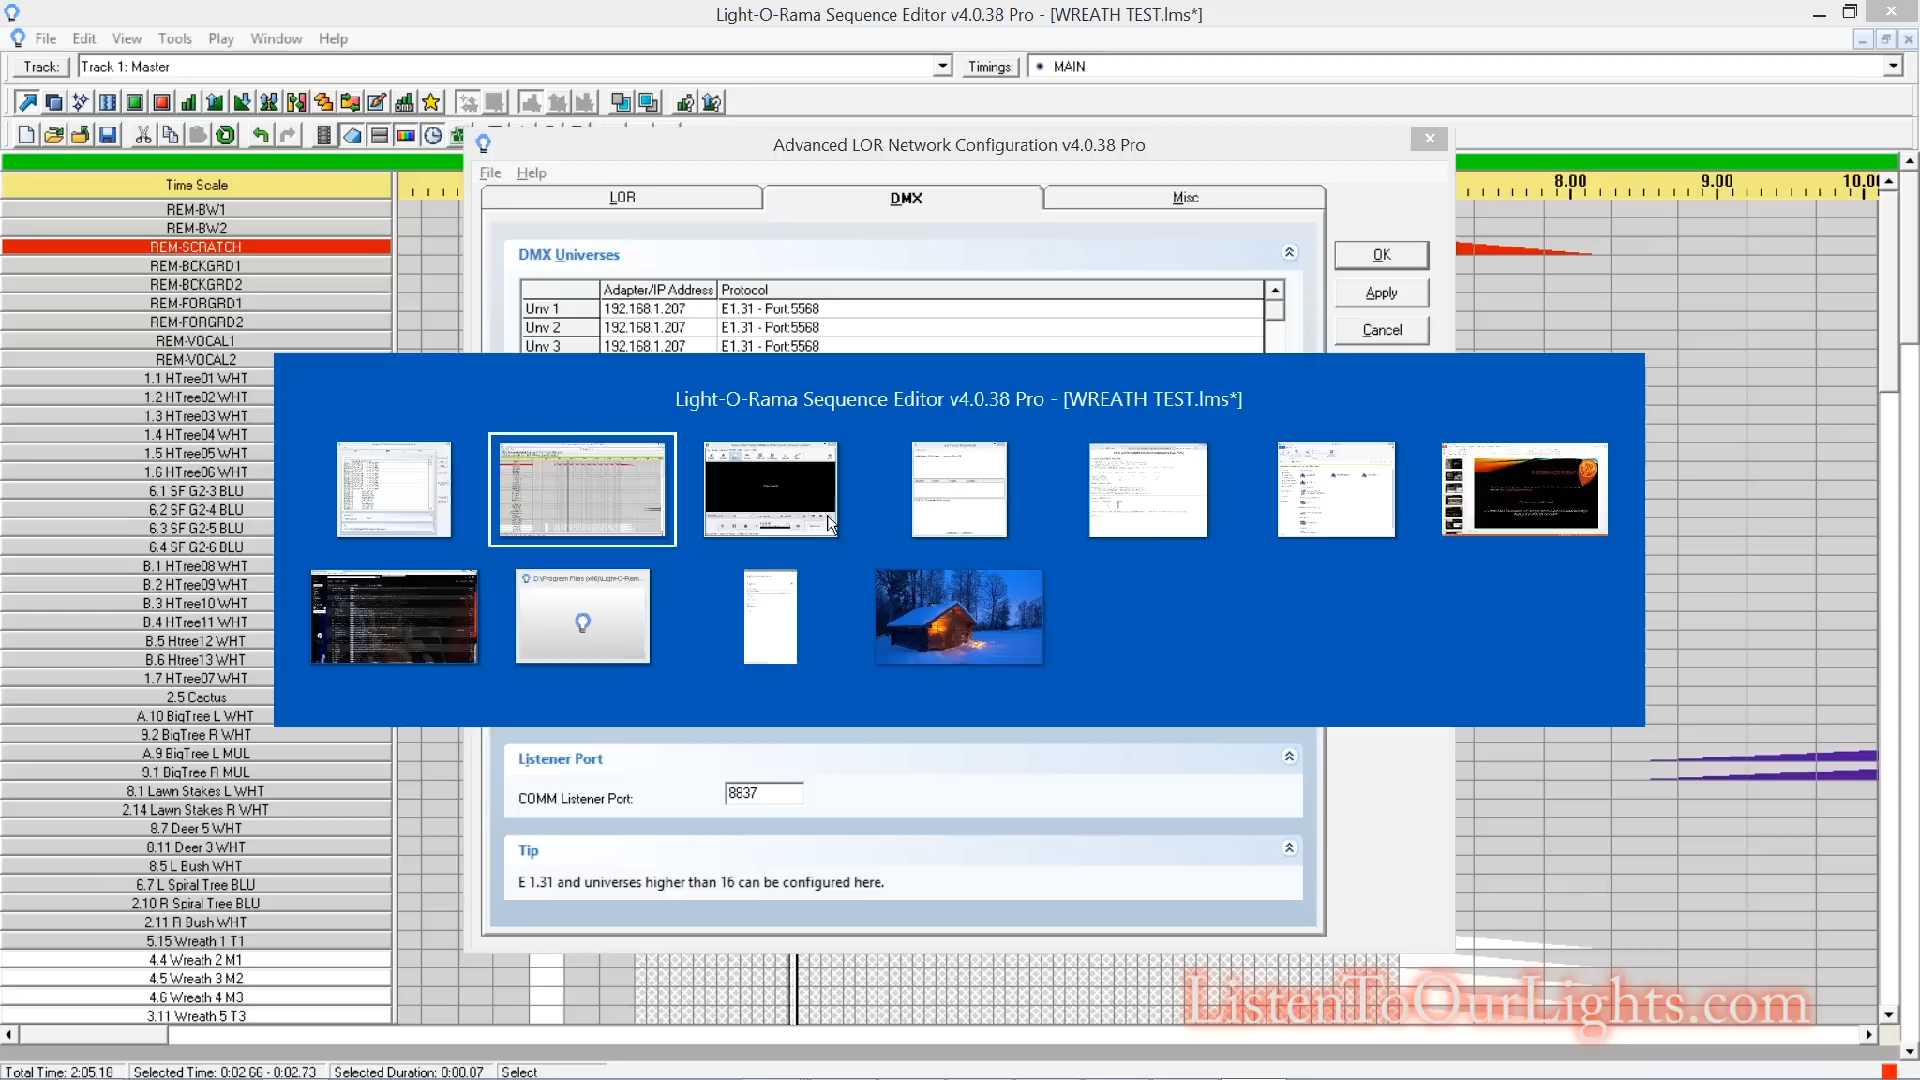 Light-O-Rama Sequence Editor v4.0.38 Pro - [WREATH TEST.lms*]
File Edit View Tools Play Window Help
Track: Track 1: Master Timings: MAIN
Advanced LOR Network Configuration v4.0.38 Pro
File Help
LOR DMX Misc
Time Scale
8.00 9.00 10.0
REM-BW1
REM-BW2
REM-SCRATCH
REM-BCKGRD1
REM-BCKGRD2
REM-FORGRD1
REM-FORGRD2
REM-VOCAL1
REM-VOCAL2
1.1 HTree01 WHT
1.2 HTree02 WHT
1.3 HTree03 WHT
1.4 HTree04 WHT
1.5 HTree05 WHT
1.6 HTree06 WHT
6.1 SF G2-3 BLU
6.2 SF G2-4 BLU
6.3 SF G2-5 BLU
6.4 SF G2-6 BLU
B.1 HTree08 WHT
B.2 HTree09 WHT
B.3 HTree10 WHT
B.4 HTree11 WHT
B.5 Htree12 WHT
B.6 Htree13 WHT
1.7 HTree07 WHT
2.5 Cactus
A.10 BigTree L WHT
9.2 BigTree R WHT
A.9 BigTree L MUL
9.1 BigTree R MUL
8.1 Lawn Stakes L WHT
2.14 Lawn Stakes R WHT
8.7 Deer 5 WHT
8.11 Deer 3 WHT
8.5 L Bush WHT
6.7 L Spiral Tree BLU
2.10 R Spiral Tree BLU
2.11 R Bush WHT
5.15 Wreath 1 T1
4.4 Wreath 2 M1
4.5 Wreath 3 M2
4.6 Wreath 4 M3
3.11 Wreath 5 T3
DMX Universes
Adapter/IP Address Protocol
Unv 1 192.168.1.207 E1.31 - Port:5568
Unv 2 192.168.1.207 E1.31 - Port:5568
Unv 3 192.168.1.207 E1.31 - Port:5568
OK
Apply
Cancel
Light-O-Rama Sequence Editor v4.0.38 Pro - [WREATH TEST.lms*]
D:\Program Files (x86)\Light-O-Ram...
Listener Port
COMM Listener Port: 8837
Tip
E 1.31 and universes higher than 16 can be configured here.
ListenToOurLights.com
Total Time: 2:05.18 Selected Time: 0:02.66 - 0:02.73 Selected Duration: 0:00.07 Select